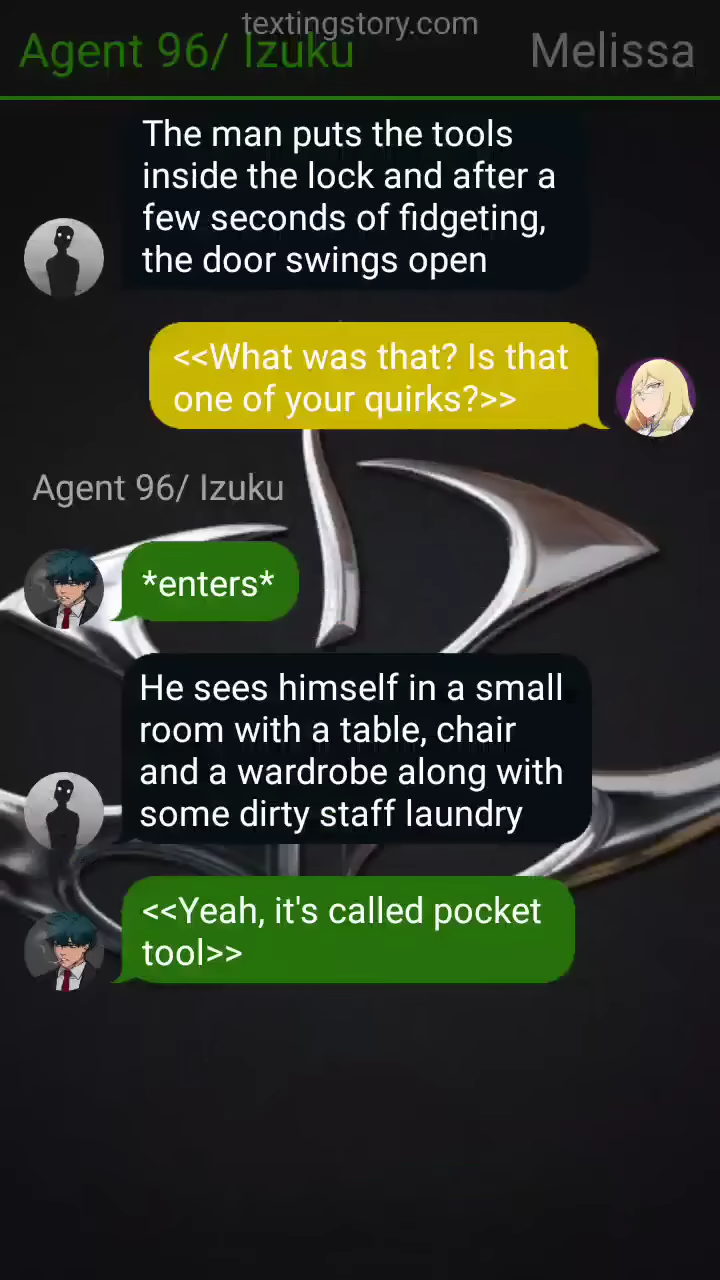 textingstory.com
Agent 96/ Izuku
Melissa
The man puts the tools
inside the lock and after a
few seconds of fidgeting,
the door swings open
<<What was that? Is that
one of your quirks?>>
Agent 96/ Izuku
*enters*
He sees himself in a small
room with a table, chair
and a wardrobe along with
some dirty staff laundry
<<Yeah, it's called pocket
tool>>